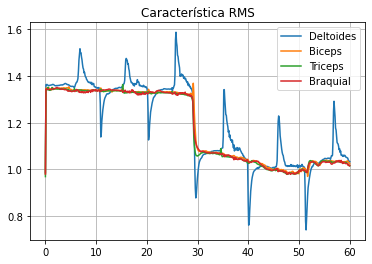 Característica RMS
Deltoides
Biceps
Triceps
Braquial
1.6
1.4
1.2
1.0
0.8
0 10 20 30 40 50 60